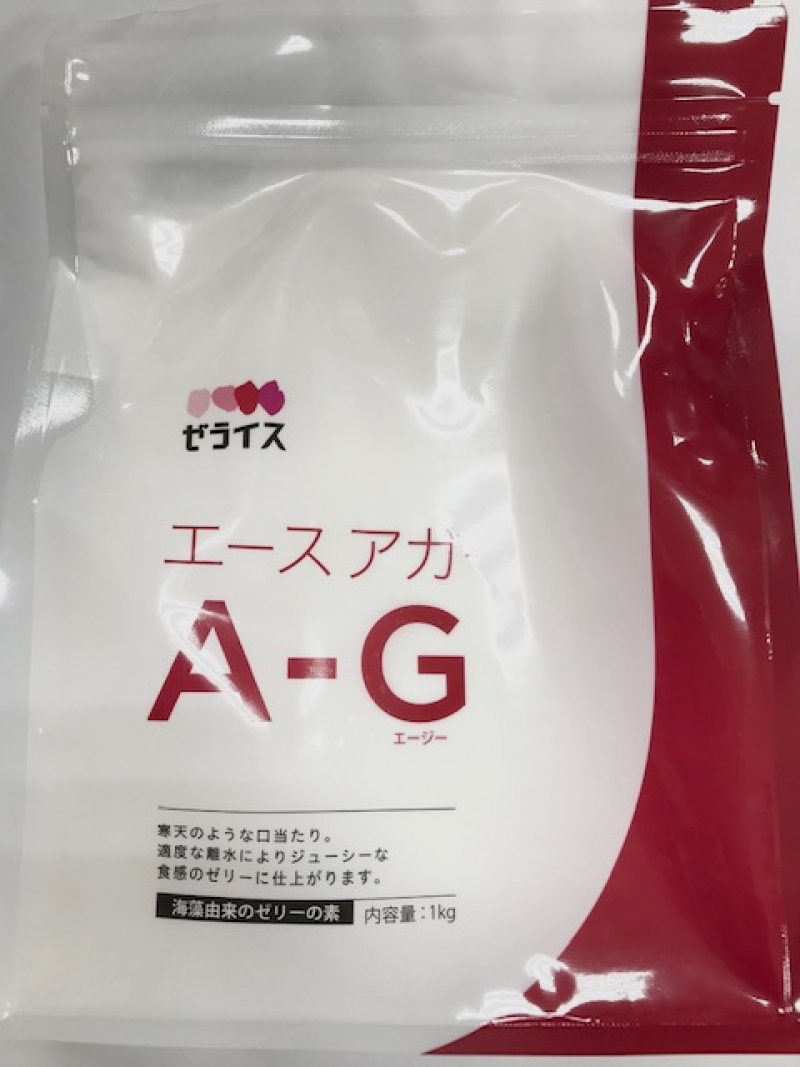 ゼライス
エースアガー
A-G
エージー
寒天のような口当たり。
適度な離水によりジューシーな
食感のゼリーに仕上がります。
海藻由来のゼリーの素
内容量：1kg